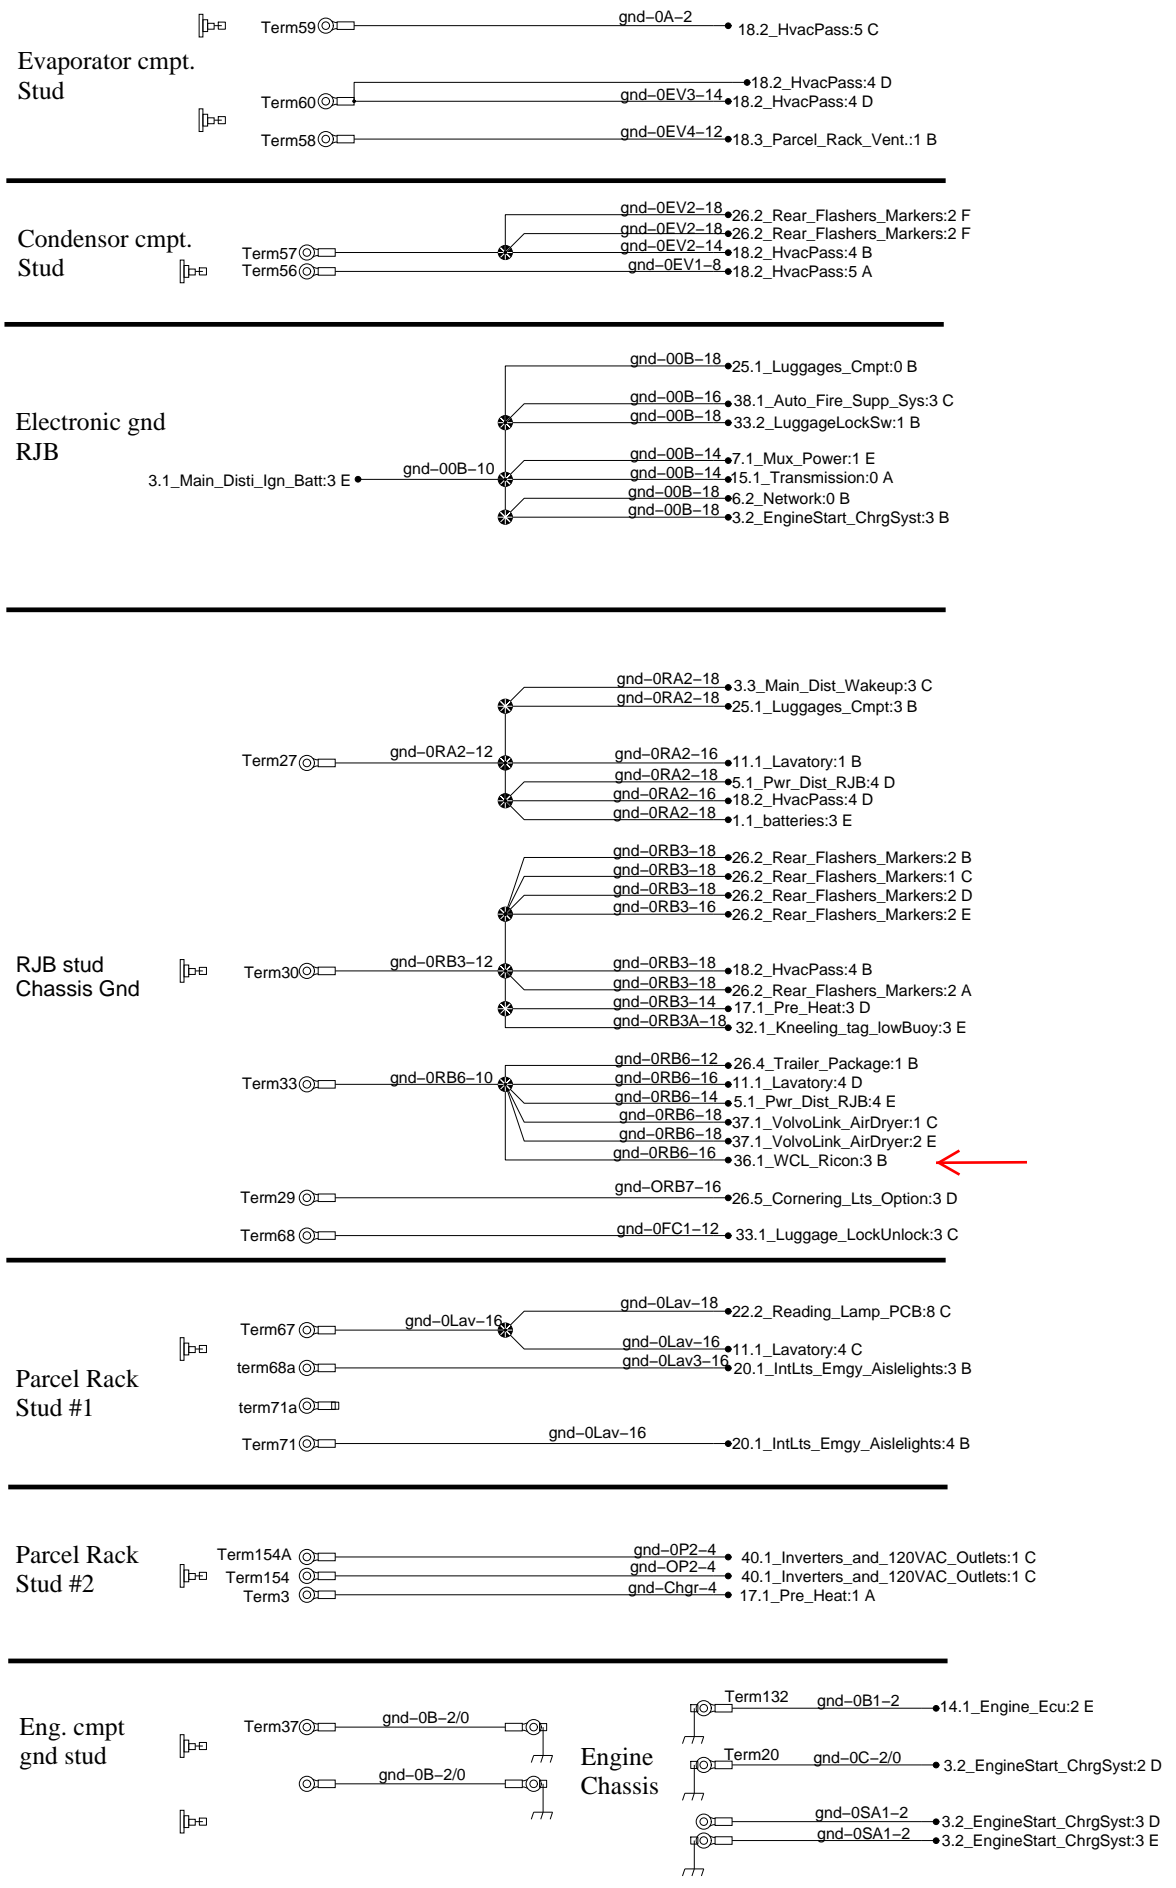 gnd-0A-2
Term59
18.2_HvacPass:5 C
Evaporator cmpt.
Stud
18.2_HvacPass:4 D
Term60
gnd-0EV3-14
18.2_HvacPass:4 D
Term58
gnd-0EV4-12
18.3_Parcel_Rack_Vent.:1 B
Condensor cmpt.
Stud
gnd-0EV2-18
26.2_Rear_Flashers_Markers:2 F
gnd-0EV2-18
26.2_Rear_Flashers_Markers:2 F
Term57
gnd-0EV2-14
18.2_HvacPass:4 B
Term56
gnd-0EV1-8
18.2_HvacPass:5 A
Electronic gnd
RJB
gnd-00B-18
25.1_Luggages_Cmpt:0 B
gnd-00B-16
38.1_Auto_Fire_Supp_Sys:3 C
gnd-00B-18
33.2_LuggageLockSw:1 B
3.1_Main_Disti_Ign_Batt:3 E
gnd-00B-10
gnd-00B-14
7.1_Mux_Power:1 E
gnd-00B-14
15.1_Transmission:0 A
gnd-00B-18
6.2_Network:0 B
gnd-00B-18
3.2_EngineStart_ChrgSyst:3 B
gnd-0RA2-18
3.3_Main_Dist_Wakeup:3 C
gnd-0RA2-18
25.1_Luggages_Cmpt:3 B
Term27
gnd-0RA2-12
gnd-0RA2-16
11.1_Lavatory:1 B
gnd-0RA2-18
5.1_Pwr_Dist_RJB:4 D
gnd-0RA2-16
18.2_HvacPass:4 D
gnd-0RA2-18
1.1_batteries:3 E
gnd-0RB3-18
26.2_Rear_Flashers_Markers:2 B
gnd-0RB3-18
26.2_Rear_Flashers_Markers:1 C
gnd-0RB3-18
26.2_Rear_Flashers_Markers:2 D
gnd-0RB3-16
26.2_Rear_Flashers_Markers:2 E
RJB stud
Chassis Gnd
Term30
gnd-0RB3-12
gnd-0RB3-18
18.2_HvacPass:4 B
gnd-0RB3-18
26.2_Rear_Flashers_Markers:2 A
gnd-0RB3-14
17.1_Pre_Heat:3 D
gnd-0RB3A-18
32.1_Kneeling_tag_lowBuoy:3 E
Term33
gnd-0RB6-10
gnd-0RB6-12
26.4_Trailer_Package:1 B
gnd-0RB6-16
11.1_Lavatory:4 D
gnd-0RB6-14
5.1_Pwr_Dist_RJB:4 E
gnd-0RB6-18
37.1_VolvoLink_AirDryer:1 C
gnd-0RB6-18
37.1_VolvoLink_AirDryer:2 E
gnd-0RB6-16
36.1_WCL_Ricon:3 B
Term29
gnd-ORB7-16
26.5_Cornering_Lts_Option:3 D
Term68
gnd-0FC1-12
33.1_Luggage_LockUnlock:3 C
Parcel Rack
Stud #1
Term67
gnd-0Lav-16
gnd-0Lav-18
22.2_Reading_Lamp_PCB:8 C
gnd-0Lav-16
11.1_Lavatory:4 C
term68a
gnd-0Lav3-16
20.1_IntLts_Emgy_Aislelights:3 B
term71a
Term71
gnd-0Lav-16
20.1_IntLts_Emgy_Aislelights:4 B
Parcel Rack
Stud #2
Term154A
gnd-0P2-4
40.1_Inverters_and_120VAC_Outlets:1 C
Term154
gnd-OP2-4
40.1_Inverters_and_120VAC_Outlets:1 C
Term3
gnd-Chgr-4
17.1_Pre_Heat:1 A
Eng. cmpt
gnd stud
Term37
gnd-0B-2/0
gnd-0B-2/0
Engine
Chassis
Term132
gnd-0B1-2
14.1_Engine_Ecu:2 E
Term20
gnd-0C-2/0
3.2_EngineStart_ChrgSyst:2 D
gnd-0SA1-2
3.2_EngineStart_ChrgSyst:3 D
gnd-0SA1-2
3.2_EngineStart_ChrgSyst:3 E